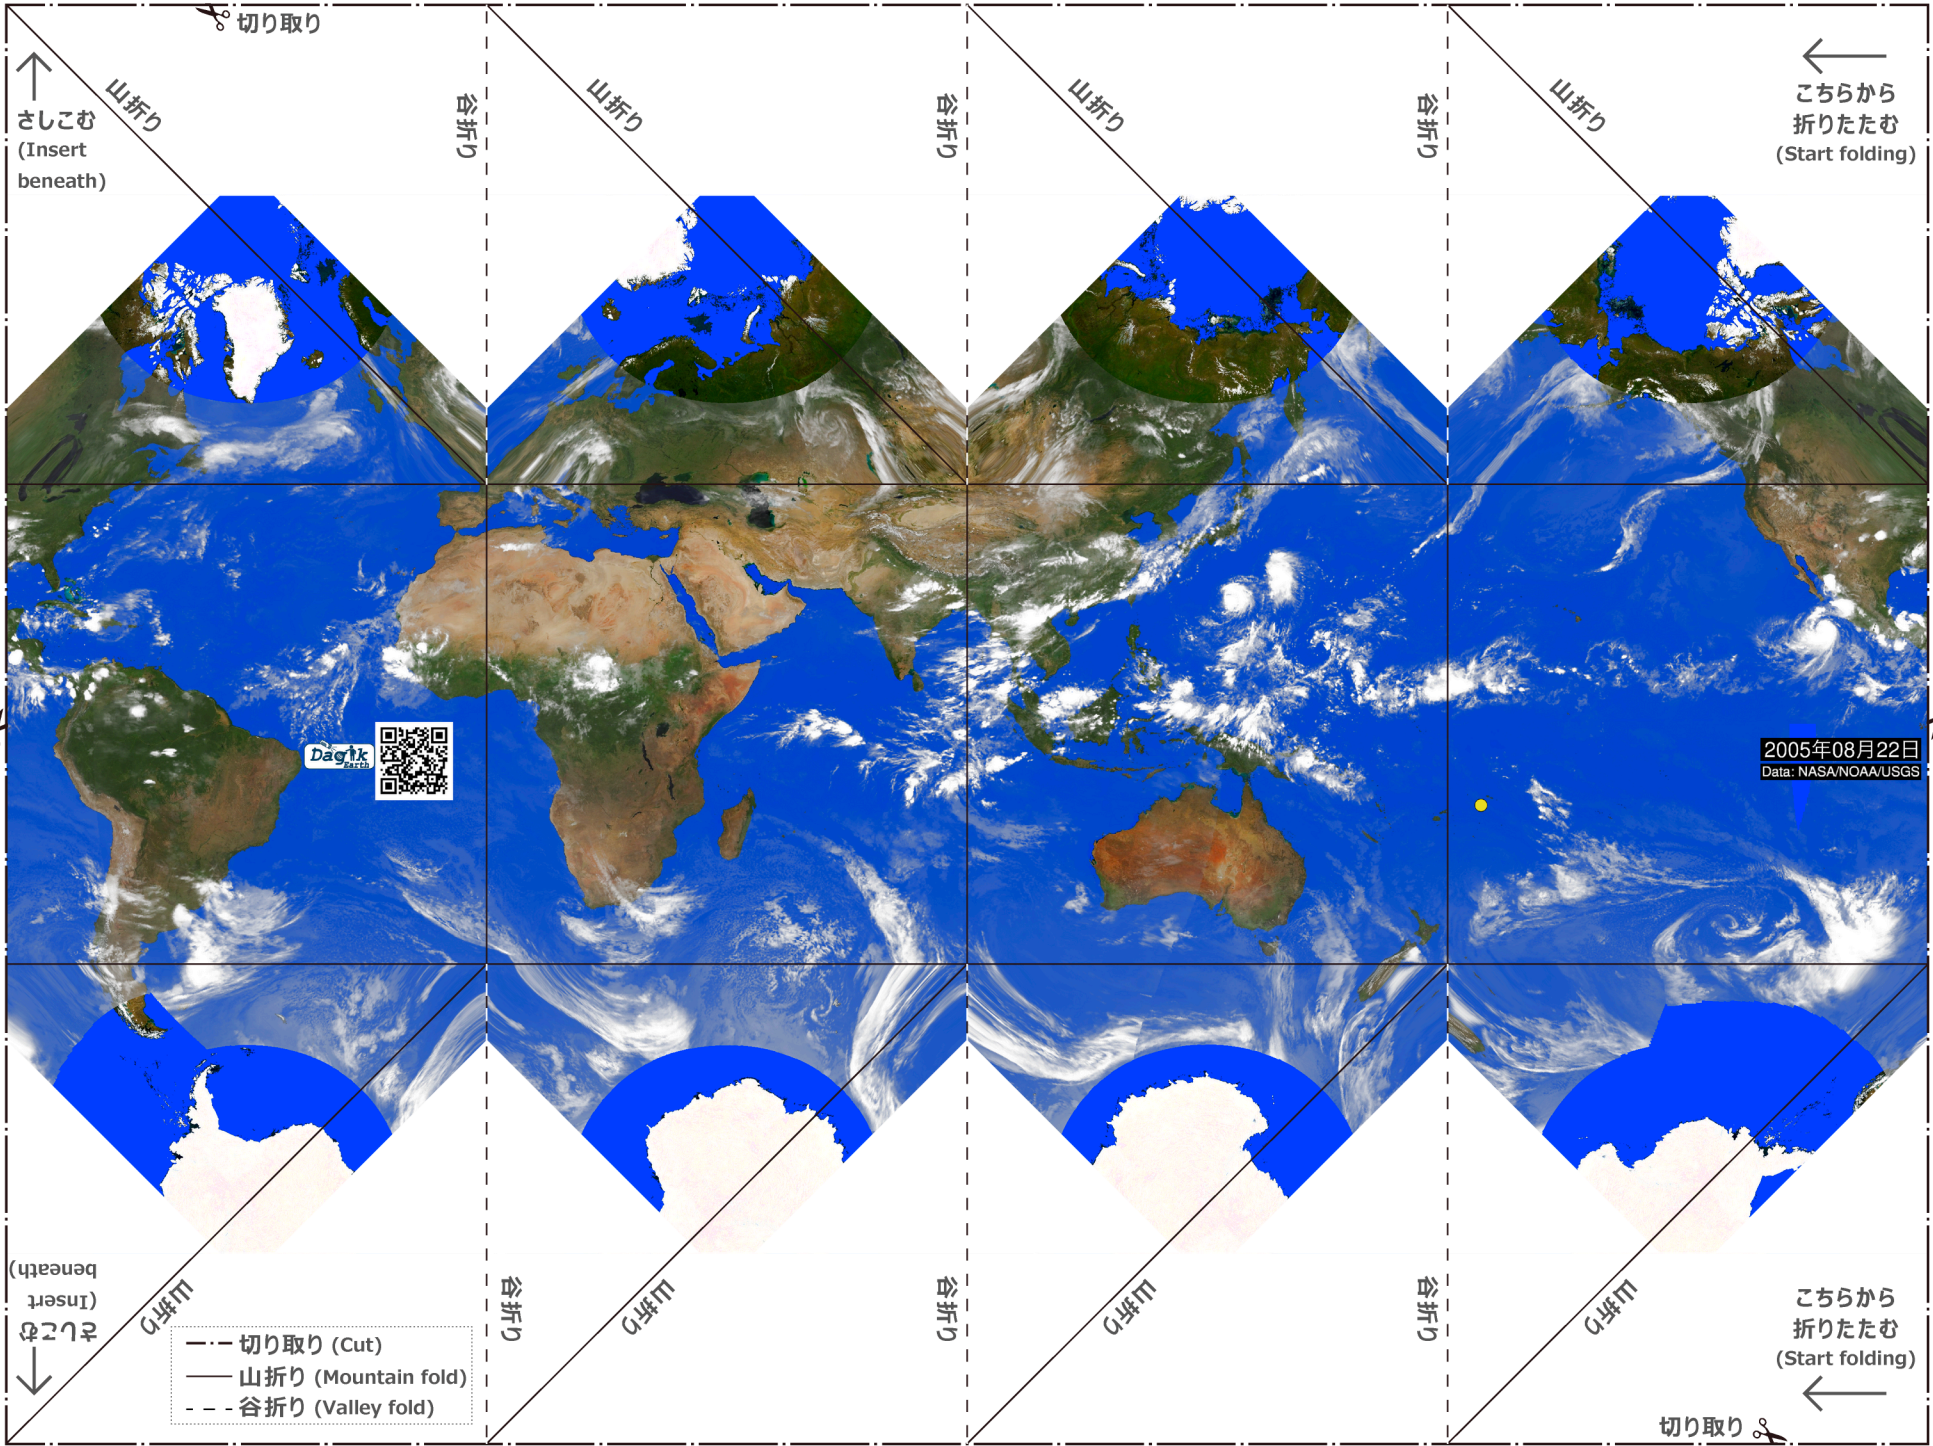 切り取り
山折り
谷折り
山折り
谷折り
山折り
谷折り
山折り
さしこむ
(Insert
beneath)
こちらから
折りたたむ
(Start folding)
Dagik
Earth
2005年08月22日
Data: NASA/NOAA/USGS
さしこむ
(Insert
beneath)
山折り
谷折り
山折り
谷折り
山折り
谷折り
山折り
こちらから
折りたたむ
(Start folding)
切り取り (Cut)
山折り (Mountain fold)
谷折り (Valley fold)
切り取り